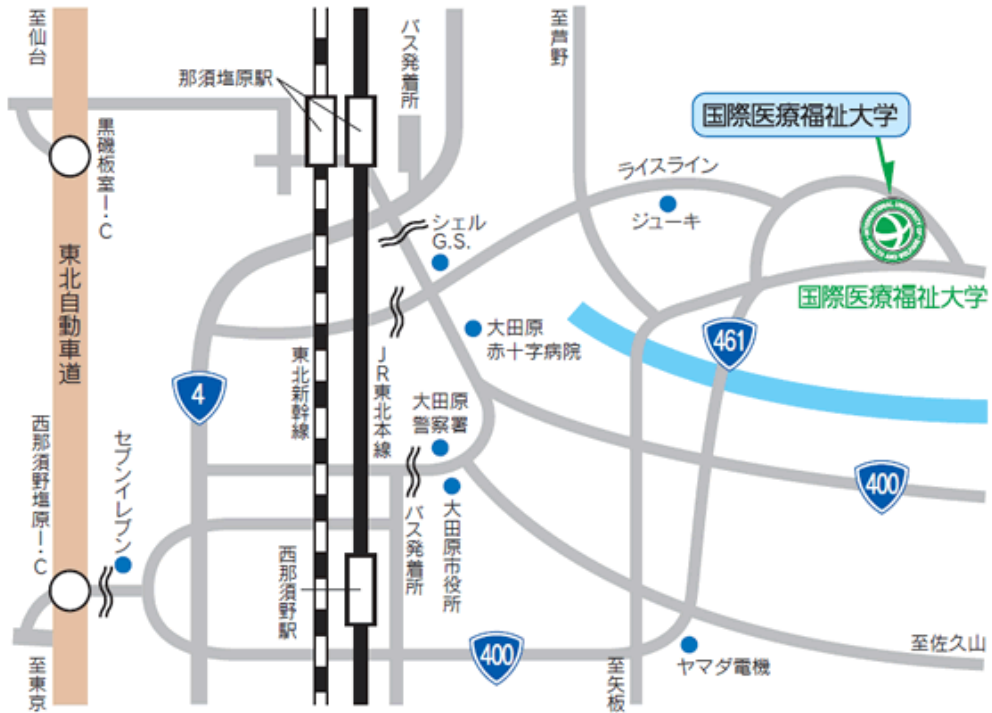 至仙台
那須塩原駅
バス発着所
至芦野
国際医療福祉大学
黒磯板室I・C
ライスライン
ジューキ
シェル
G.S.
INTERNATIONAL UNIVERSITY OF HEALTH AND WELFARE
国際医療福祉大学
東北自動車道
大田原
赤十字病院
461
東北新幹線
JR東北本線
4
大田原
警察署
西那須野塩原I・C
セブンイレブン
400
バス発着所
大田原市役所
西那須野駅
400
至佐久山
ヤマダ電機
至東京
至矢板